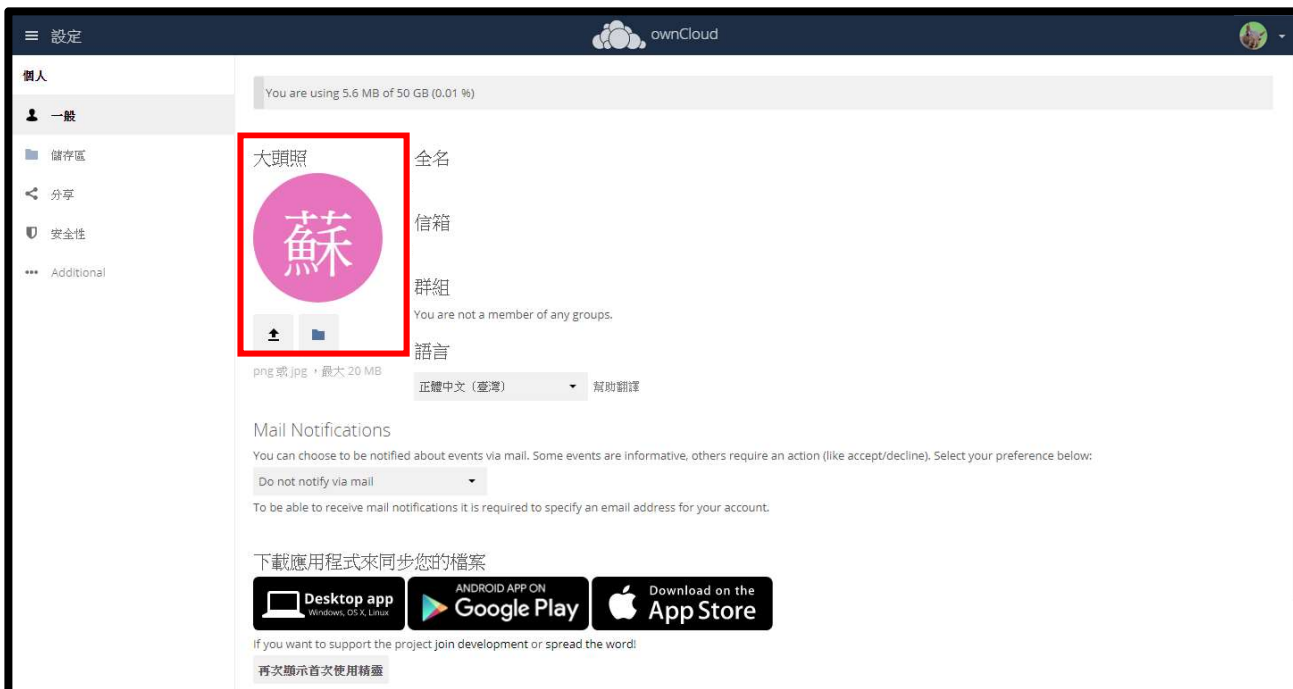 設定
ownCloud
個人
一般
儲存區
分享
安全性
Additional
You are using 5.6 MB of 50 GB (0.01 %)
大頭照
蘇
png 或 jpg，最大 20 MB
全名
信箱
群組
You are not a member of any groups.
語言
正體中文（臺灣） 幫助翻譯
Mail Notifications
You can choose to be notified about events via mail. Some events are informative, others require an action (like accept/decline). Select your preference below:
Do not notify via mail
To be able to receive mail notifications it is required to specify an email address for your account.
下載應用程式來同步您的檔案
Desktop app
Windows, OS X, Linux
ANDROID APP ON
Google Play
Download on the
App Store
If you want to support the project join development or spread the word!
再次顯示首次使用精靈